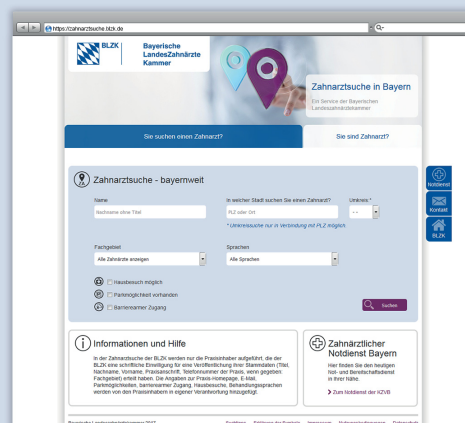 https://zahnarztsuche.blzk.de
Q-
BLZK
Bayerische
LandesZahnärzte
Kammer
Zahnarztsuche in Bayern
Ein Service der Bayerischen
Landeszahnärztekammer
Sie suchen einen Zahnarzt?
Sie sind Zahnarzt?
Zahnarztsuche - bayernweit
Name
In welcher Stadt suchen Sie einen Zahnarzt?
Umkreis *
Nachname ohne Titel
PLZ oder Ort
- -
* Umkreissuche nur in Verbindung mit PLZ möglich.
Fachgebiet
Sprachen
Alle Zahnärzte anzeigen
Alle Sprachen
Hausbesuch möglich
Parkmöglichkeit vorhanden
Barrierearmer Zugang
Suchen
Notdienst
Kontakt
BLZK
Informationen und Hilfe
In der Zahnarztsuche der BLZK werden nur die Praxisinhaber aufgeführt, die der
BLZK eine schriftliche Einwilligung für eine Veröffentlichung ihrer Stammdaten (Titel,
Nachname, Vorname, Praxisanschrift, Telefonnummer der Praxis, wenn gegeben:
Fachgebiet) erteilt haben. Die Angaben zur Praxis-Homepage, E-Mail,
Parkmöglichkeiten, barrierearmer Zugang, Hausbesuche, Behandlungssprachen
werden von den Praxisinhabern in eigener Verantwortung hinzugefügt.
Zahnärztlicher
Notdienst Bayern
Hier finden Sie den heutigen
Not- und Bereitschaftsdienst
in Ihrer Nähe.
Zum Notdienst der KZVB